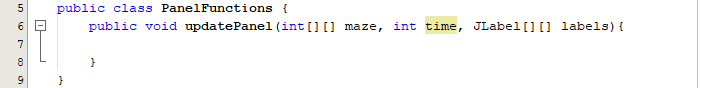 5 public class PanelFunctions {
6 public void updatePanel(int[][] maze, int time, JLabel[][] labels){
7
8 }
9 }